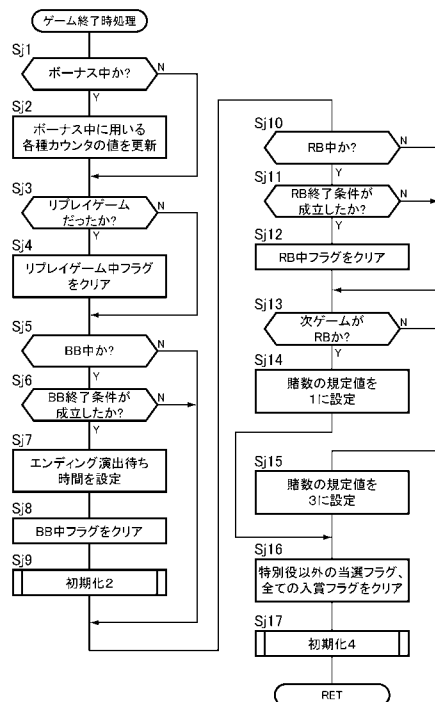 ゲーム終了時処理
Sj1
ボーナス中か?
N
Y
Sj2
ボーナス中に用いる
各種カウンタの値を更新
Sj3
リプレイゲーム
だったか?
N
Y
Sj4
リプレイゲーム中フラグ
をクリア
Sj5
BB中か?
N
Y
Sj6
BB終了条件が
成立したか?
N
Y
Sj7
エンディング演出待ち
時間を設定
Sj8
BB中フラグをクリア
Sj9
初期化2
Sj10
RB中か?
N
Y
Sj11
RB終了条件が
成立したか?
N
Y
Sj12
RB中フラグをクリア
Sj13
次ゲームが
RBか?
N
Y
Sj14
賭数の規定値を
1に設定
Sj15
賭数の規定値を
3に設定
Sj16
特別役以外の当選フラグ、
全ての入賞フラグをクリア
Sj17
初期化4
RET